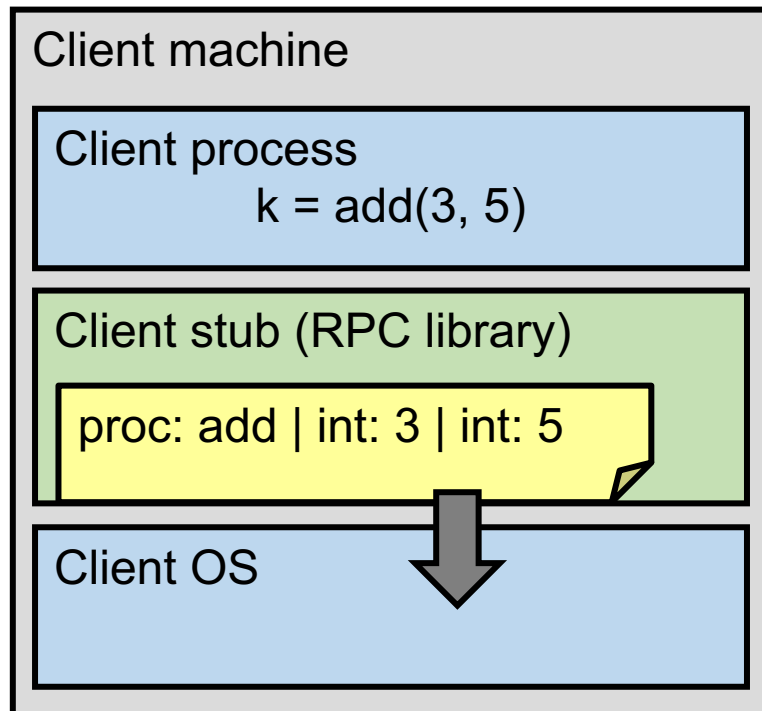 Client machine
Client process
k = add(3, 5)
Client stub (RPC library)
proc: add | int: 3 | int: 5
Client OS